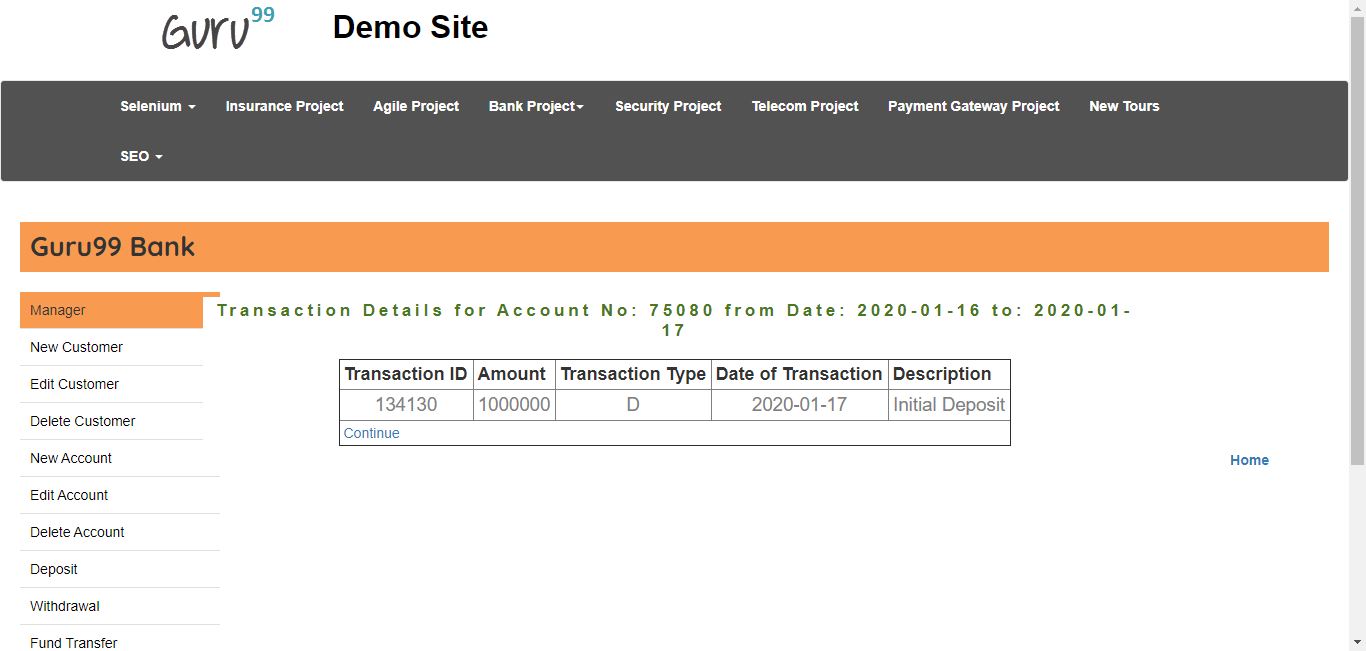 Guru99 Demo Site
Selenium Insurance Project Agile Project Bank Project Security Project Telecom Project Payment Gateway Project New Tours
SEO
Guru99 Bank
Manager
New Customer
Edit Customer
Delete Customer
New Account
Edit Account
Delete Account
Deposit
Withdrawal
Fund Transfer
Transaction Details for Account No: 75080 from Date: 2020-01-16 to: 2020-01-
17
Transaction ID Amount Transaction Type Date of Transaction Description
134130 1000000 D 2020-01-17 Initial Deposit
Continue
Home